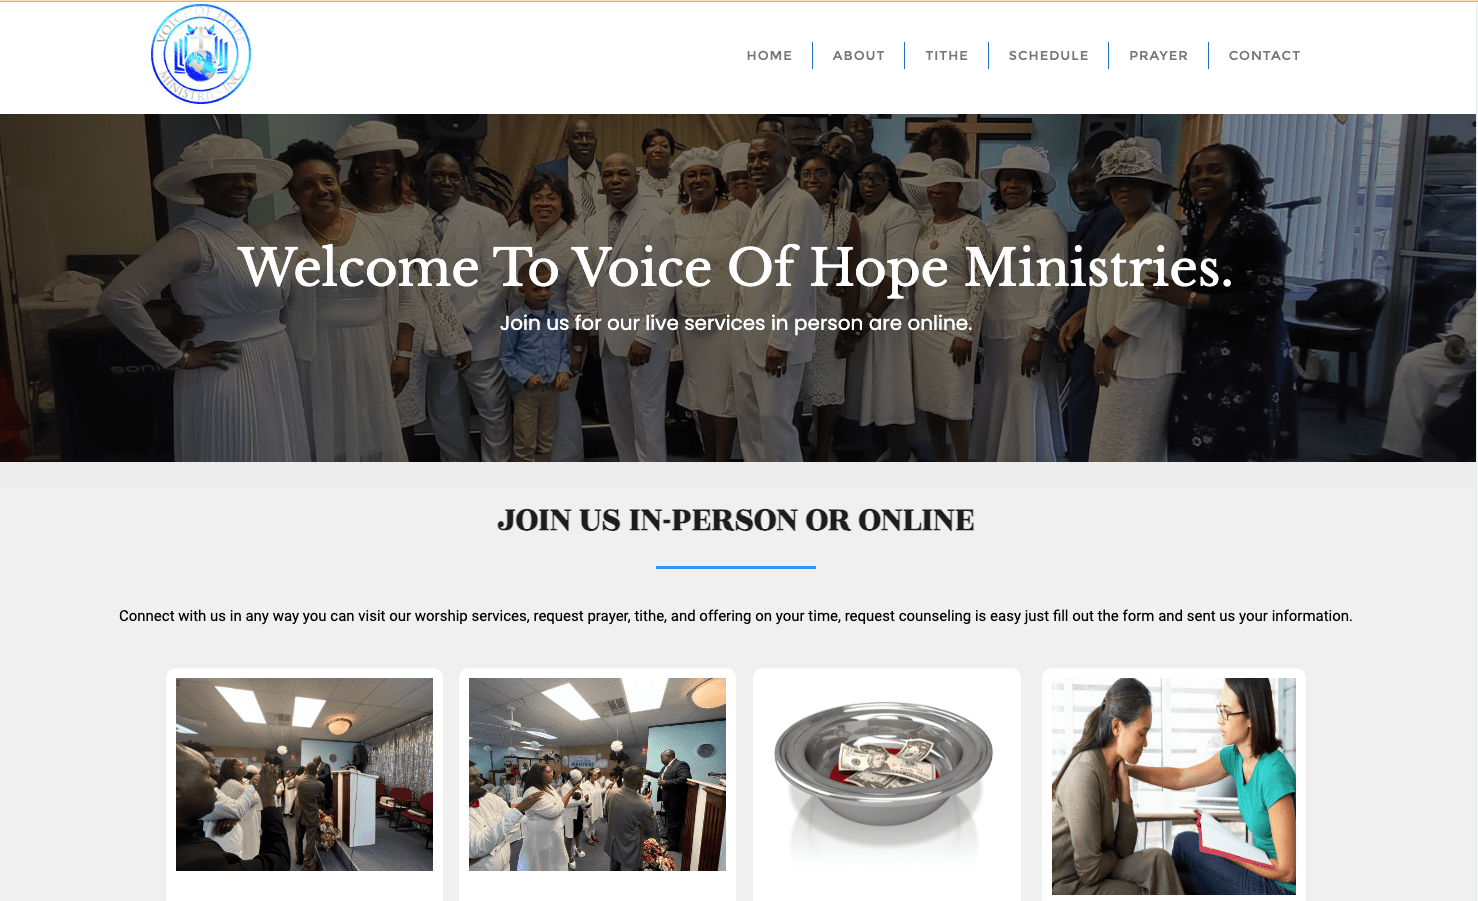 VOICE OF HOPE
MINISTRIES INC
HOME
ABOUT
TITHE
SCHEDULE
PRAYER
CONTACT
Welcome To Voice Of Hope Ministries.
Join us for our live services in person are online.
JOIN US IN-PERSON OR ONLINE
Connect with us in any way you can visit our worship services, request prayer, tithe, and offering on your time, request counseling is easy just fill out the form and sent us your information.